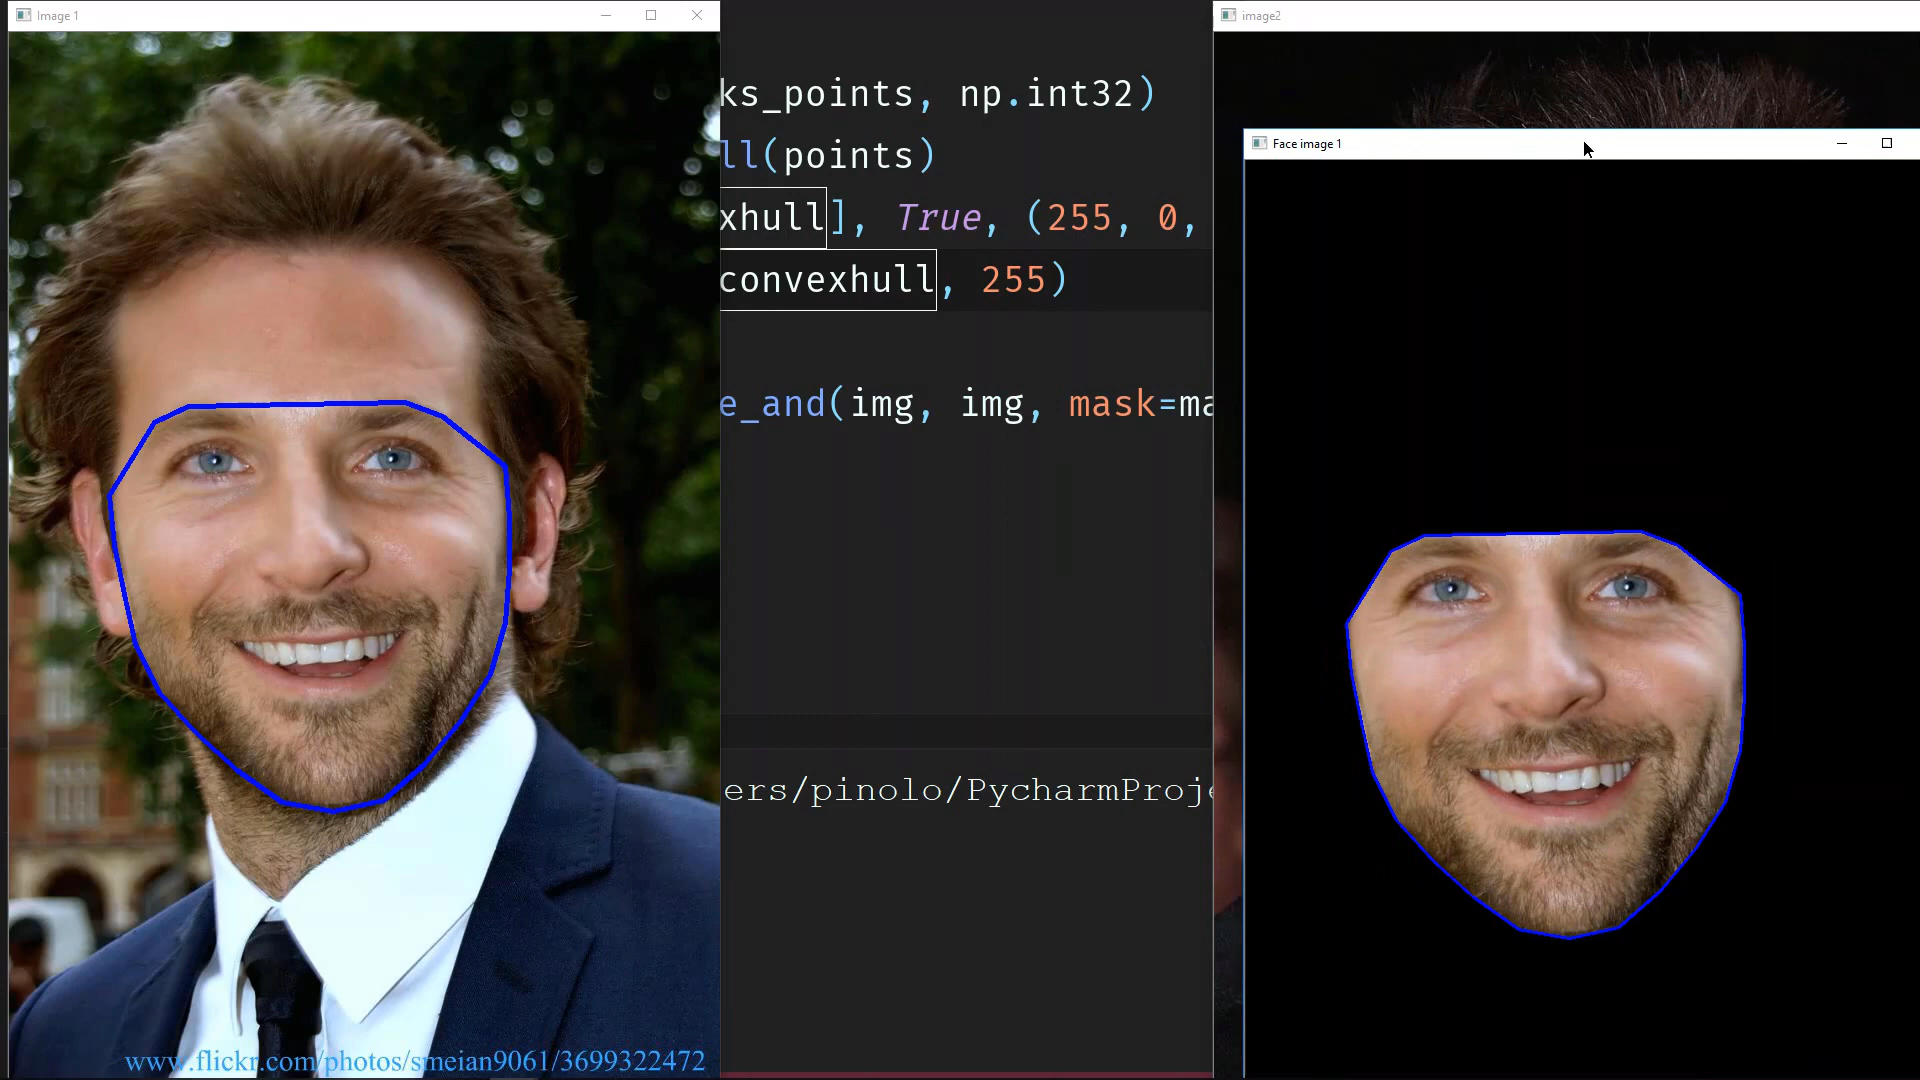 Image 1
ks_points, np.int32)
ll(points)
xhull], True, (255, 0,
convexhull, 255)
e_and(img, img, mask=ma
ers/pinolo/PycharmProje
www.flickr.com/photos/smeian9061/3699322472
image2
Face image 1